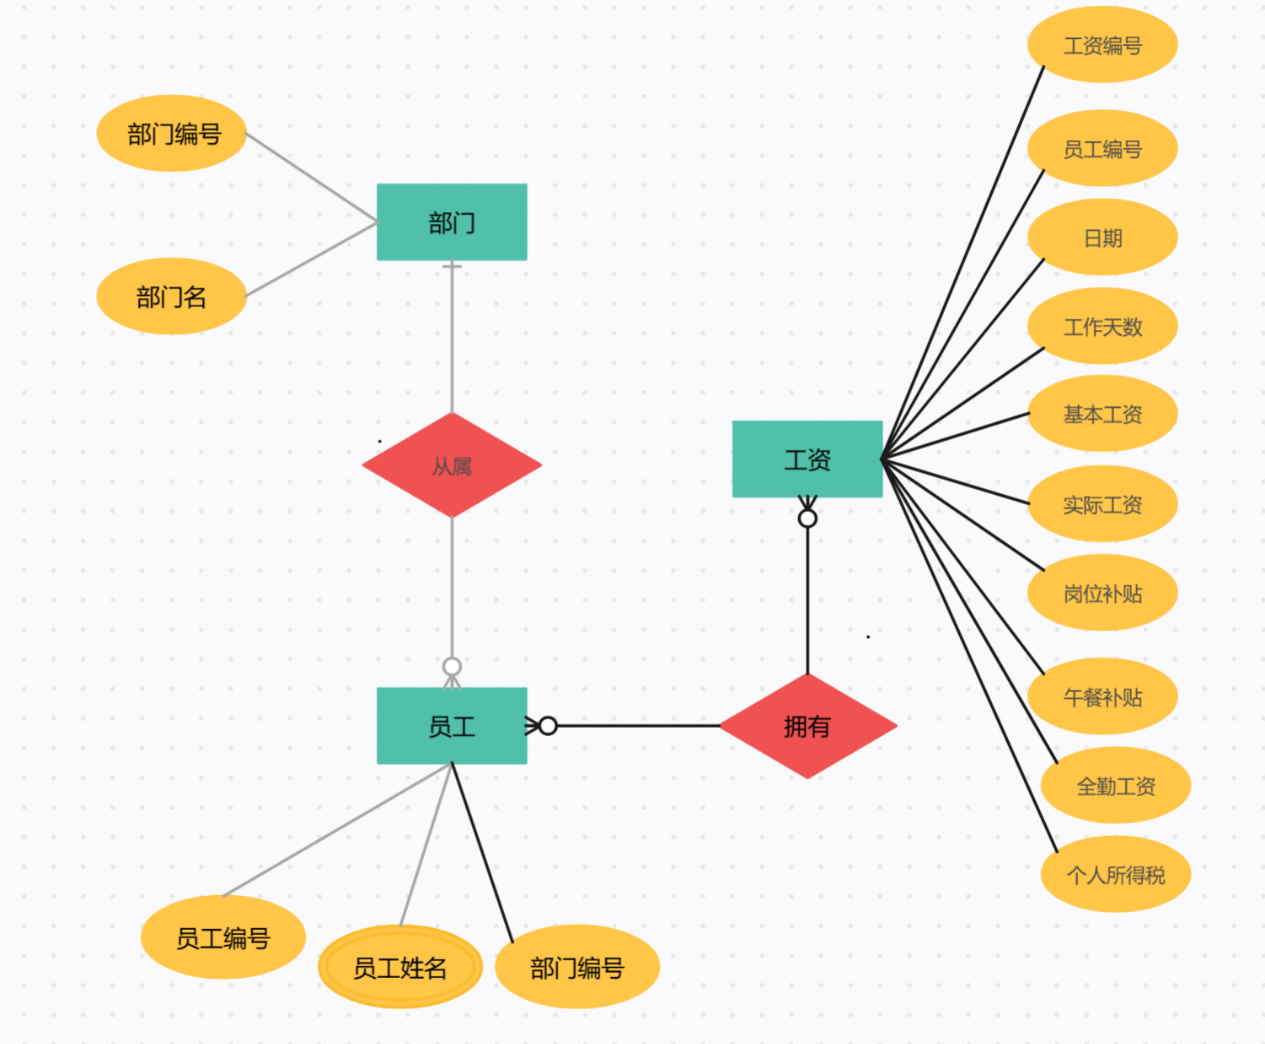 工资编号
部门编号
员工编号
部门
日期
部门名
工作天数
基本工资
从属
工资
实际工资
岗位补贴
午餐补贴
员工
拥有
全勤工资
个人所得税
员工编号
员工姓名
部门编号